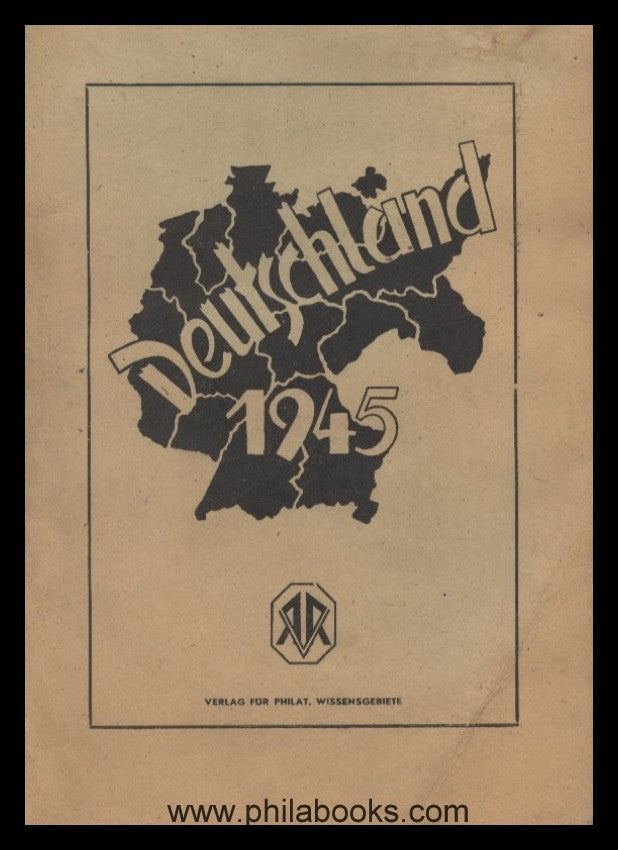 Deutschland
1945
VERLAG FÜR PHILAT. WISSENSGEBIETE
www.philabooks.com